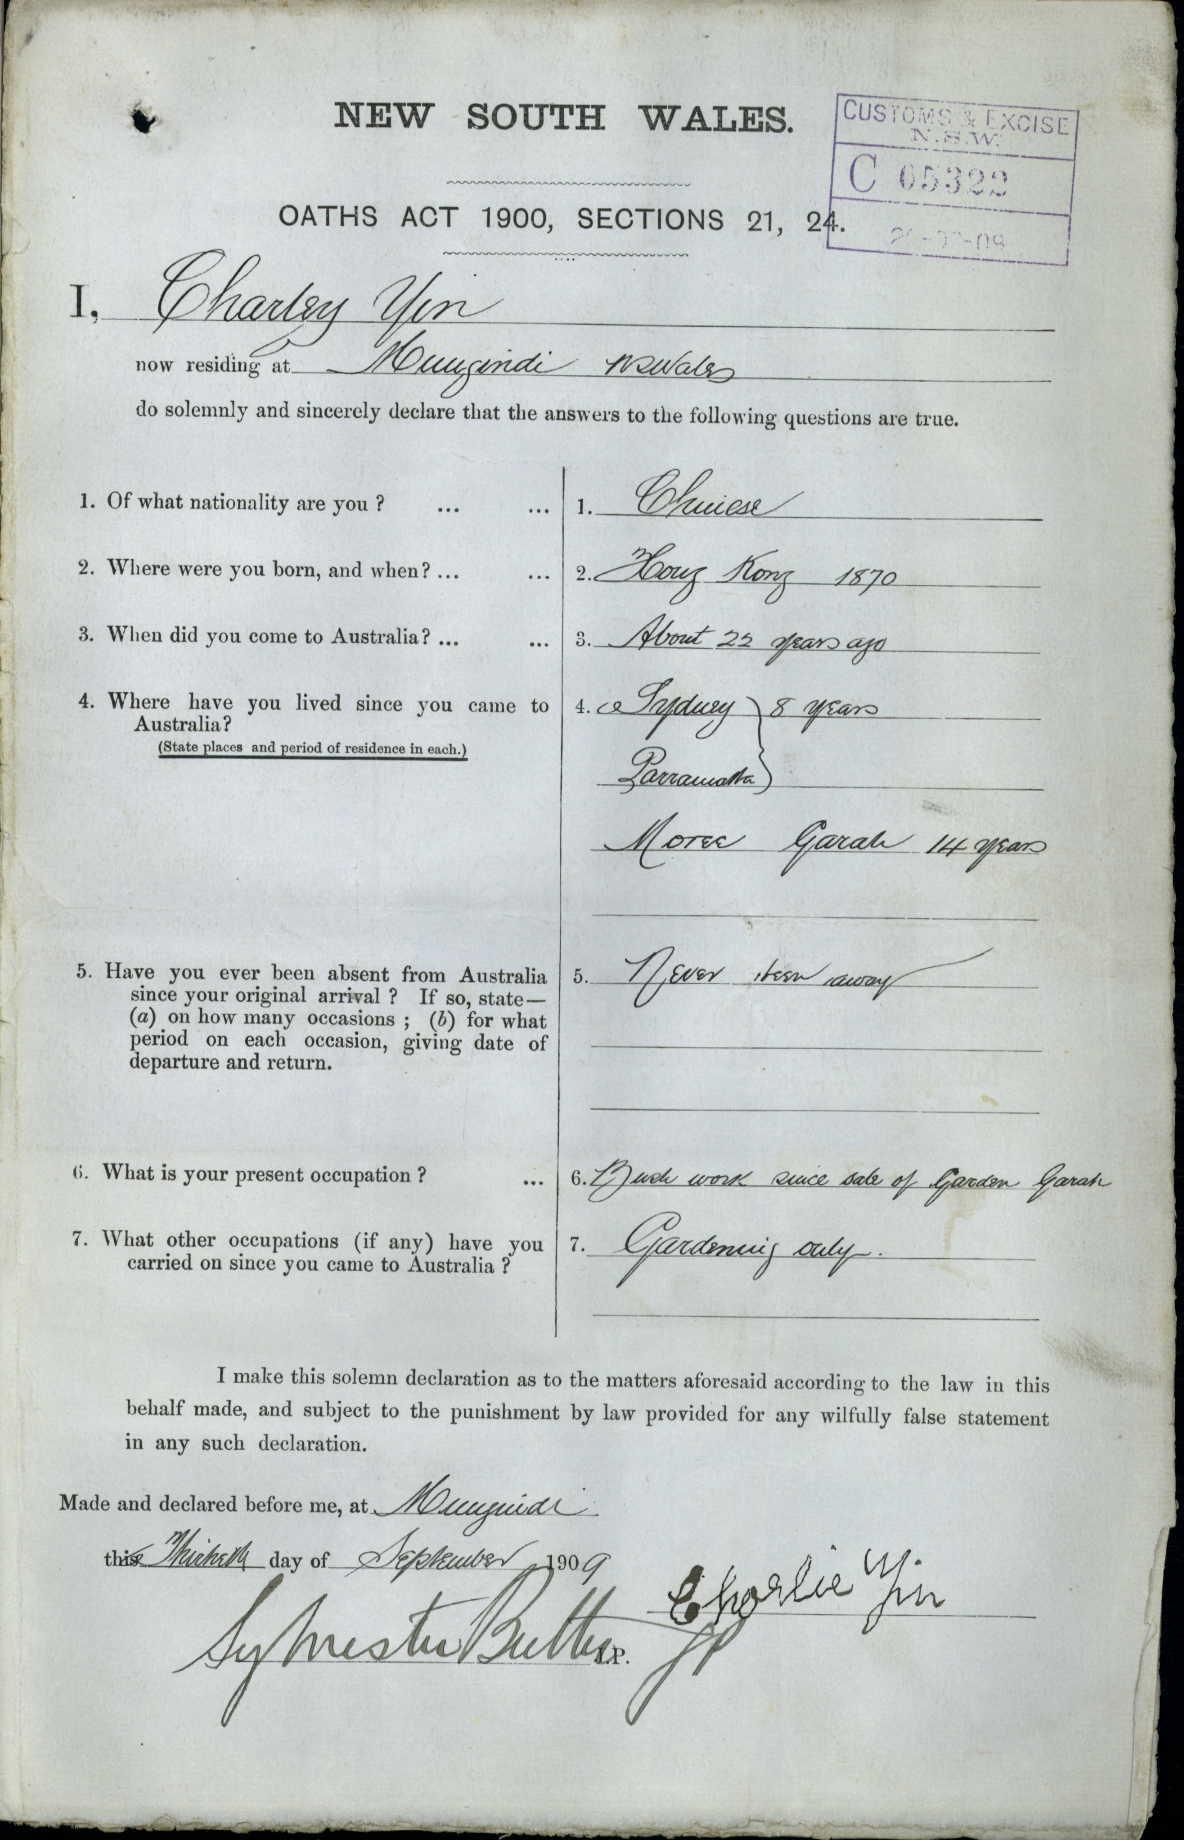 NEW SOUTH WALES.
CUSTOMS & EXCISE
N.S.W.
C 05322
OATHS ACT 1900, SECTIONS 21, 24.
I, Charley Yin
now residing at Mungindi NSWales
do solemnly and sincerely declare that the answers to the following questions are true.
1. Of what nationality are you ? ... ... 1. Chinese
2. Where were you born, and when? ... ... 2. Hong Kong 1870
3. When did you come to Australia? ... ... 3. About 22 years ago
4. Where have you lived since you came to 4. Sydney } 8 years
Australia?
(State places and period of residence in each.)
Parramatta
Moree Garah 14 years
5. Have you ever been absent from Australia 5. Never been away
since your original arrival ? If so, state—
(a) on how many occasions ; (b) for what
period on each occasion, giving date of
departure and return.
6. What is your present occupation ? ... 6. Bush work since sale of Garden Garah
7. What other occupations (if any) have you 7. Gardening only.
carried on since you came to Australia ?
I make this solemn declaration as to the matters aforesaid according to the law in this
behalf made, and subject to the punishment by law provided for any wilfully false statement
in any such declaration.
Made and declared before me, at Mungindi
this day of September 1909
Charlie Yin
Sylvester Butler J.P. JP